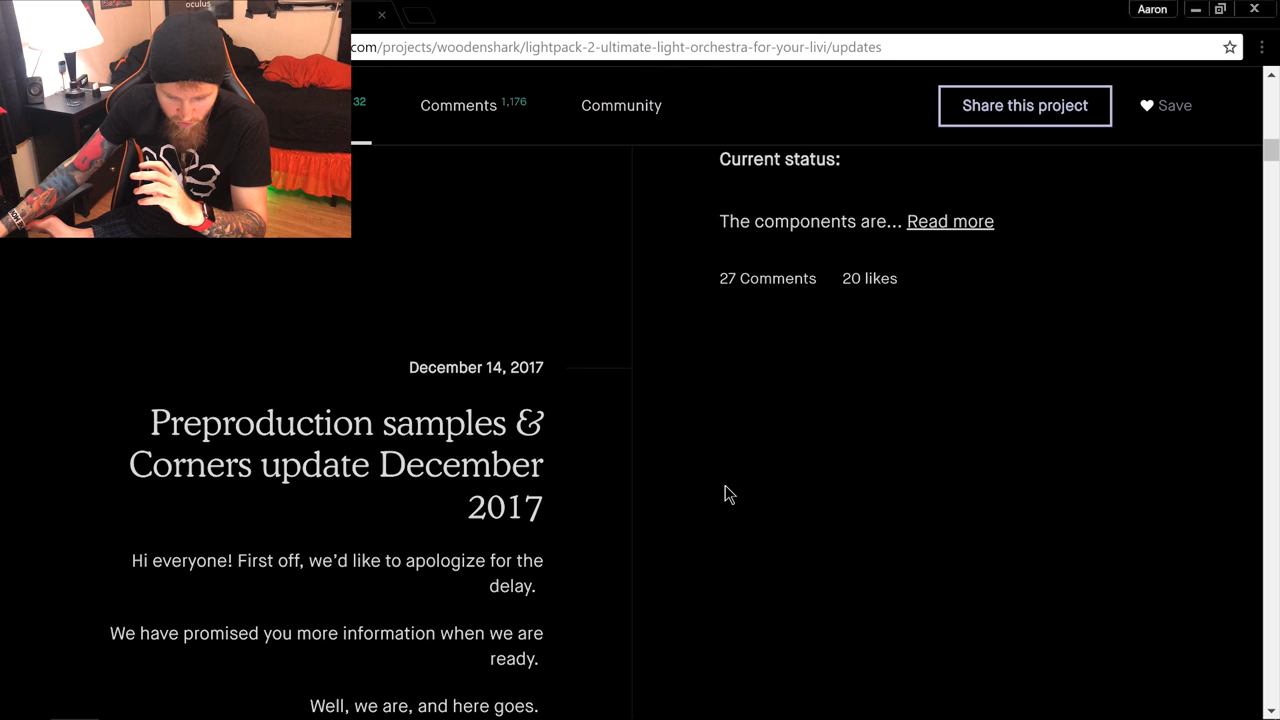 oculus
Aaron
com/projects/woodenshark/lightpack-2-ultimate-light-orchestra-for-your-livi/updates
32
Comments 1,176
Community
Share this project
Save
Current status:
The components are... Read more
27 Comments
20 likes
December 14, 2017
Preproduction samples &
Corners update December
2017
Hi everyone! First off, we’d like to apologize for the
delay.
We have promised you more information when we are
ready.
Well, we are, and here goes.